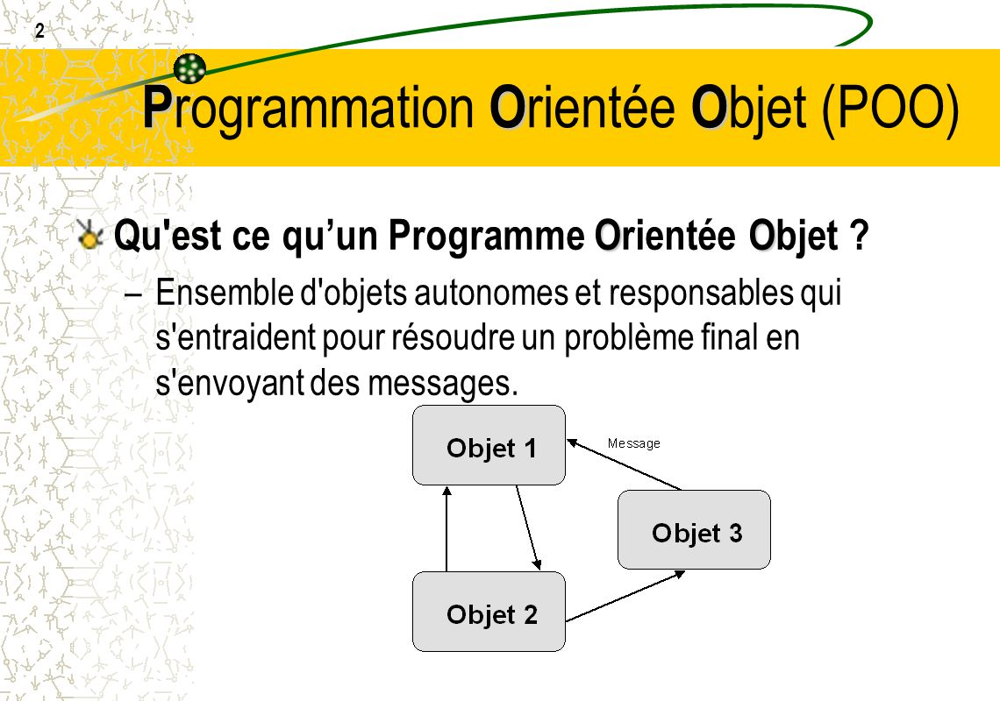 2
Programmation Orientée Objet (POO)
Qu'est ce qu’un Programme Orientée Objet ?
– Ensemble d'objets autonomes et responsables qui
s'entraident pour résoudre un problème final en
s'envoyant des messages.
Objet 1
Message
Objet 3
Objet 2